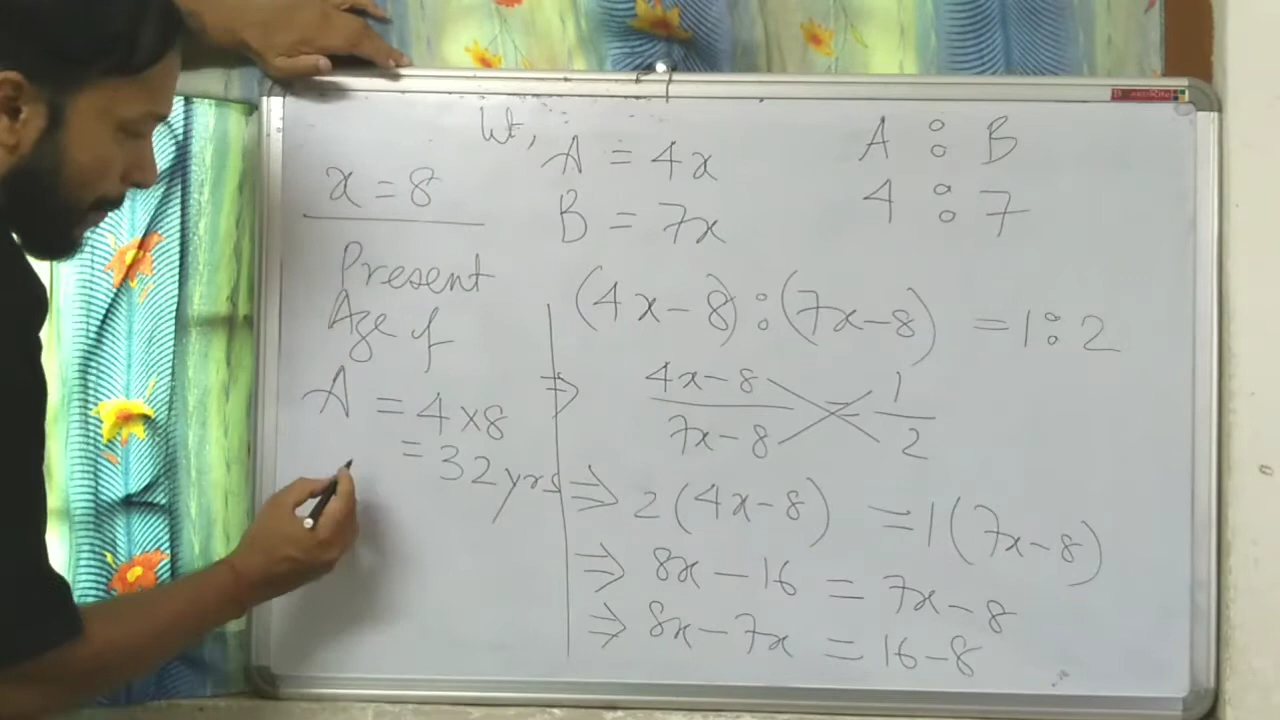 Let, A = 4x
B = 7x
A : B
4 : 7
(4x-8) : (7x-8) = 1 : 2
⇒ 4x-8 / 7x-8 = 1 / 2
⇒ 2(4x-8) = 1(7x-8)
⇒ 8x - 16 = 7x - 8
⇒ 8x - 7x = 16 - 8
x = 8
Present
Age of
A = 4×8
= 32 yrs